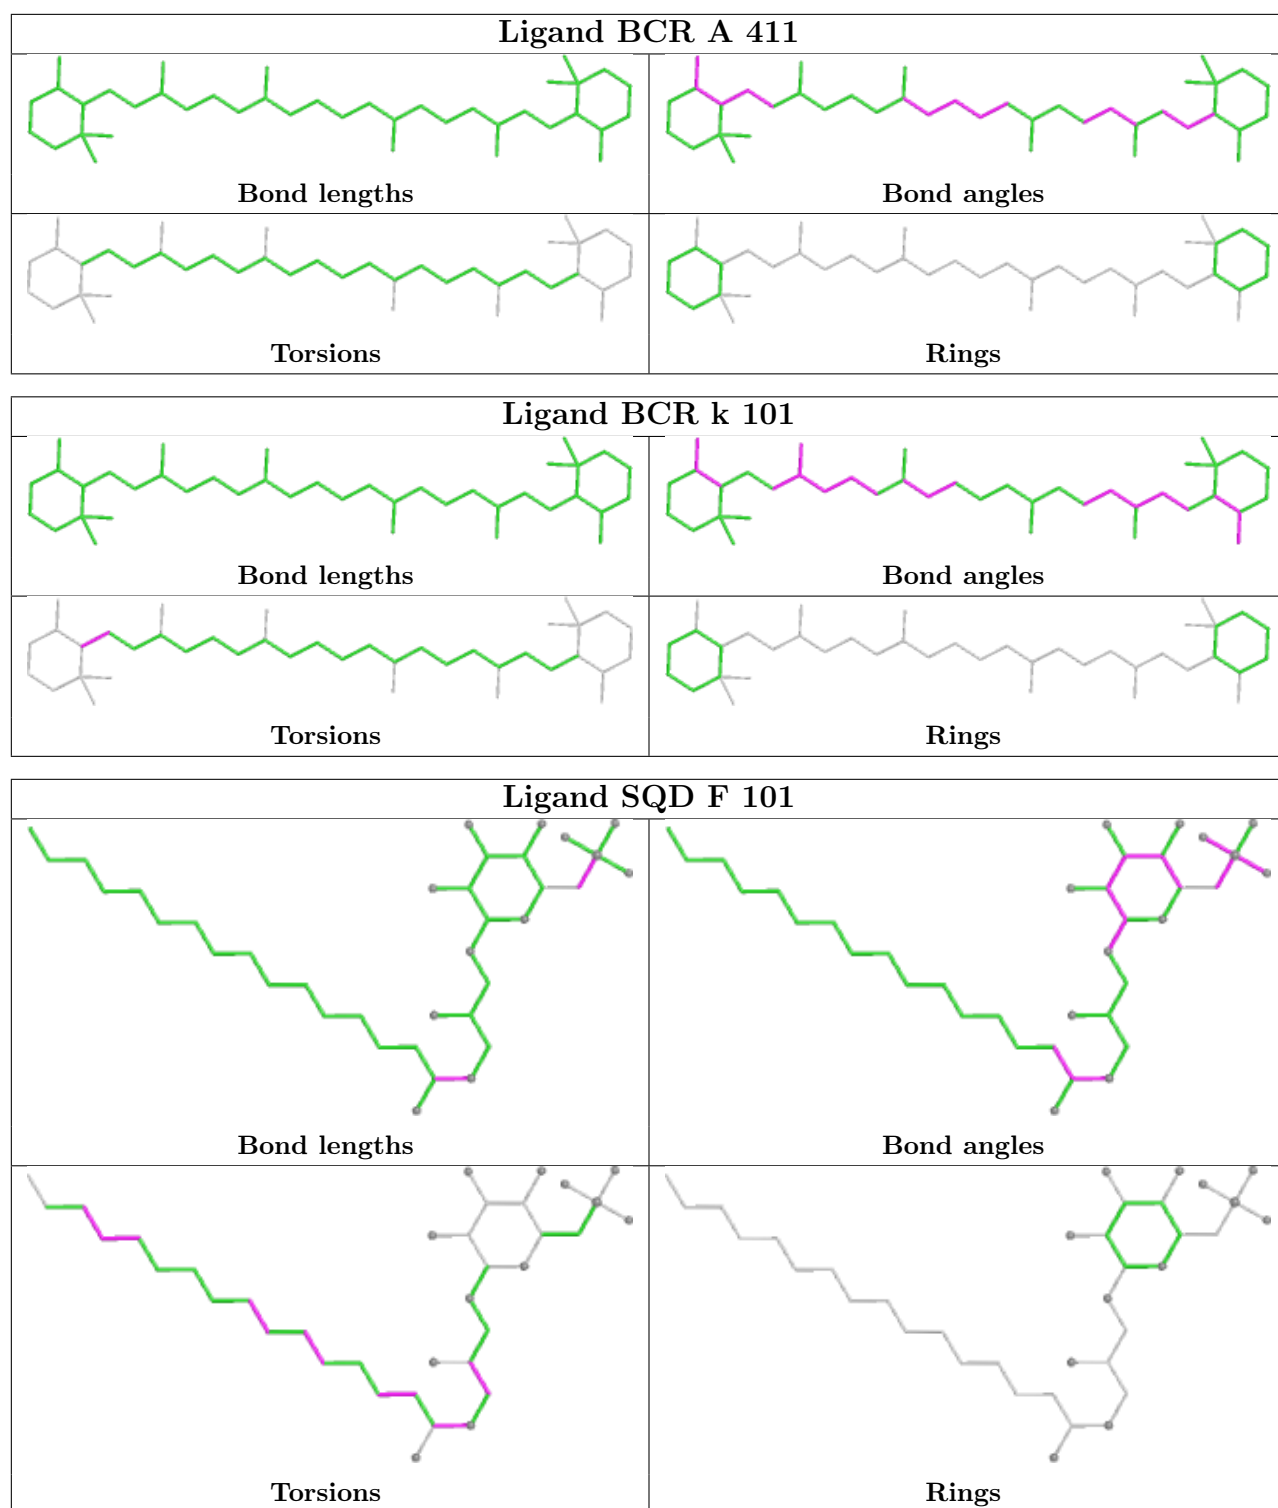 Ligand BCR A 411
Bond lengths
Bond angles
Torsions
Rings
Ligand BCR k 101
Bond lengths
Bond angles
Torsions
Rings
Ligand SQD F 101
Bond lengths
Bond angles
Torsions
Rings